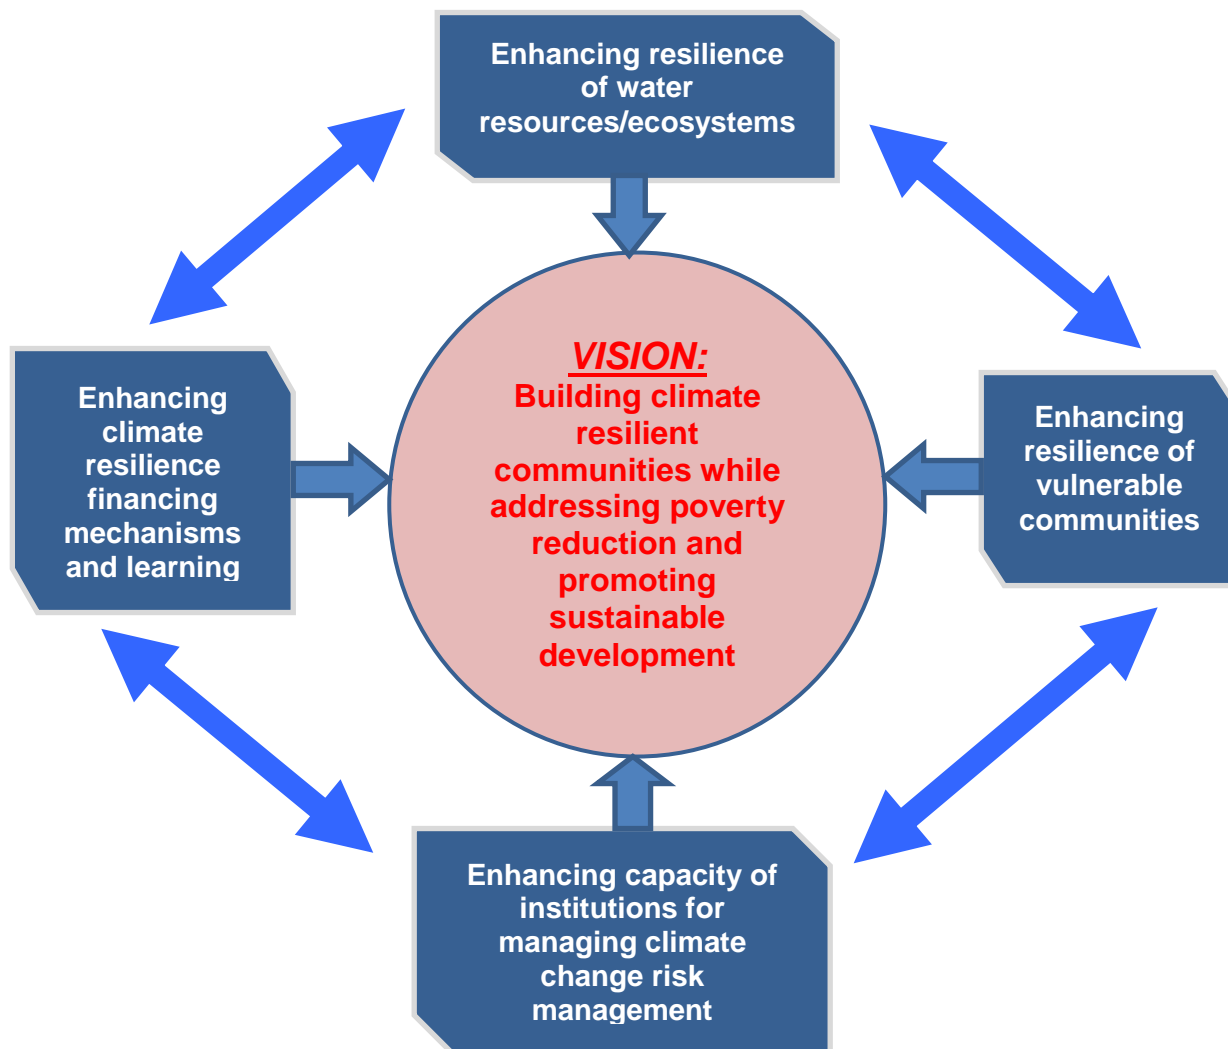 Enhancing resilience
of water
resources/ecosystems
VISION:
Building climate
resilient
communities while
addressing poverty
reduction and
promoting
sustainable
development
Enhancing
climate
resilience
financing
mechanisms
and learning
Enhancing
resilience of
vulnerable
communities
Enhancing capacity of
institutions for
managing climate
change risk
management